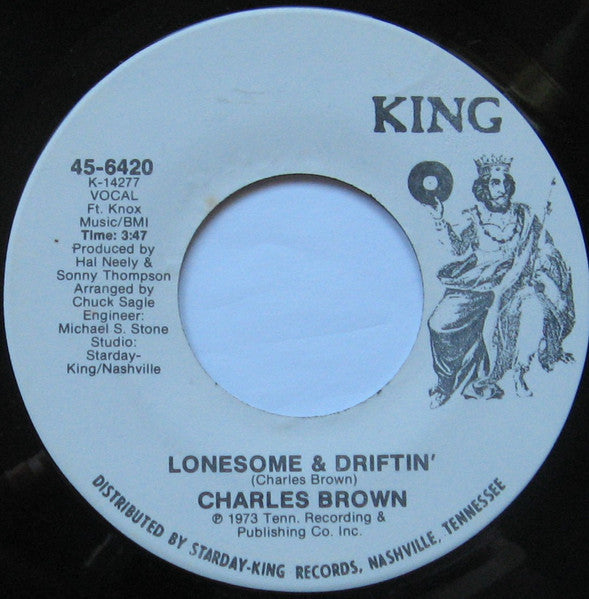 KING
45-6420
K-14277
VOCAL
Ft. Knox
Music/BMI
Time: 3:47
Produced by
Hal Neely &
Sonny Thompson
Arranged by
Chuck Sagle
Engineer:
Michael S. Stone
Studio:
Starday-
King/Nashville
LONESOME & DRIFTIN'
(Charles Brown)
CHARLES BROWN
℗ 1973 Tenn. Recording &
Publishing Co. Inc.
DISTRIBUTED BY STARDAY-KING RECORDS, NASHVILLE, TENNESSEE